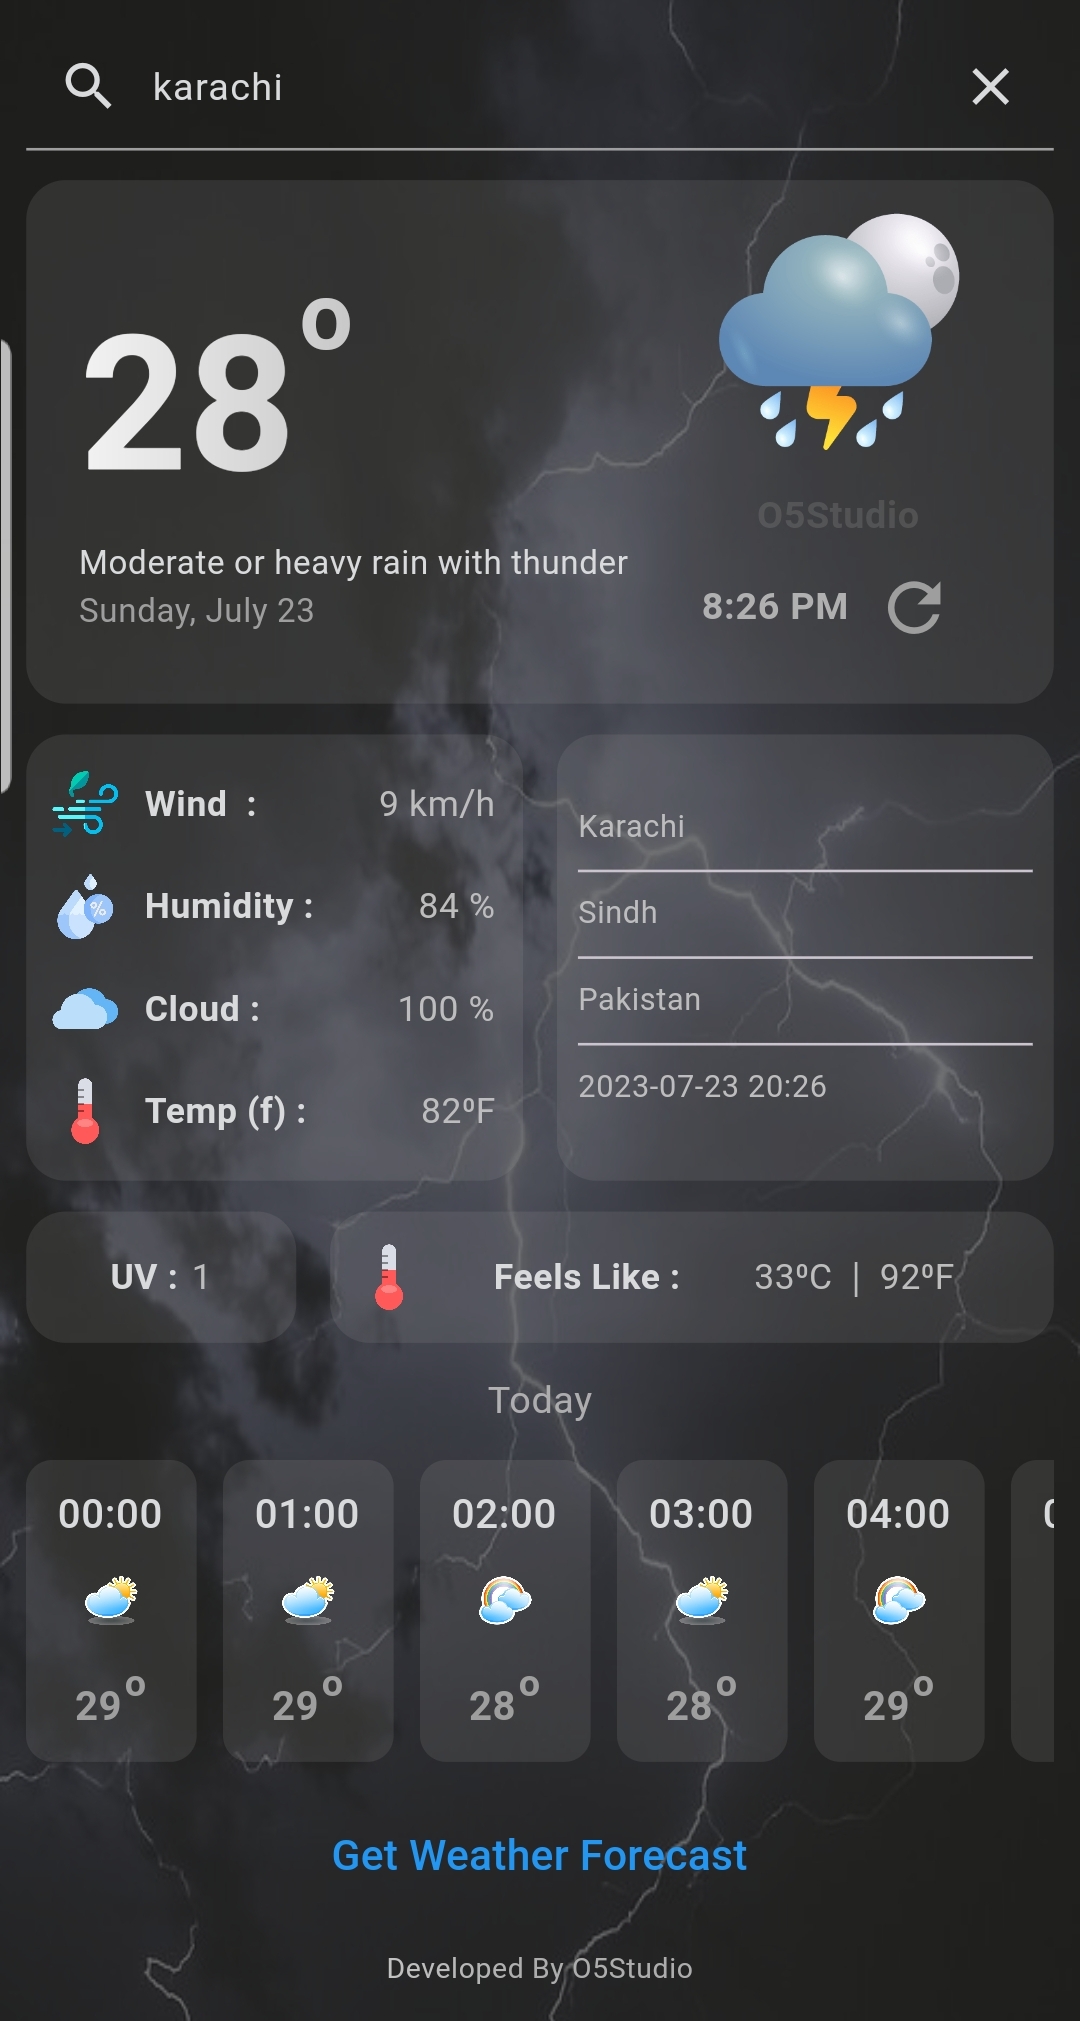 karachi
28°
O5Studio
Moderate or heavy rain with thunder
Sunday, July 23
8:26 PM
Wind :
9 km/h
Humidity :
84 %
Cloud :
100 %
Temp (f) :
82ºF
Karachi
Sindh
Pakistan
2023-07-23 20:26
UV : 1
Feels Like :
33ºC | 92ºF
Today
00:00
29°
01:00
29°
02:00
28°
03:00
28°
04:00
29°
Get Weather Forecast
Developed By O5Studio